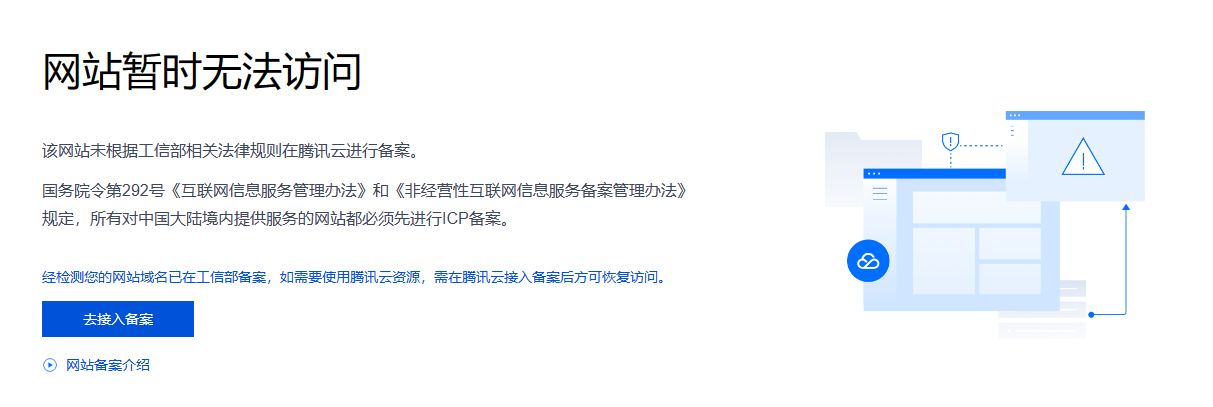 网站暂时无法访问
该网站未根据工信部相关法律规则在腾讯云进行备案。
国务院令第292号《互联网信息服务管理办法》和《非经营性互联网信息服务备案管理办法》
规定，所有对中国大陆境内提供服务的网站都必须先进行ICP备案。
经检测您的网站域名已在工信部备案，如需要使用腾讯云资源，需在腾讯云接入备案后方可恢复访问。
去接入备案
网站备案介绍